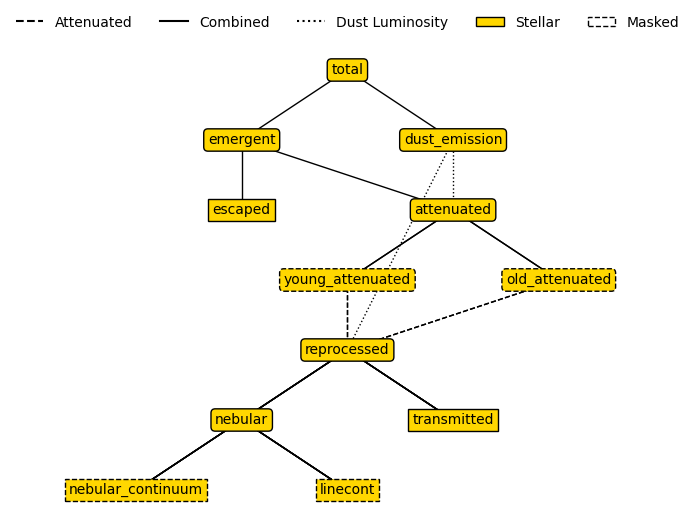 Attenuated Combined Dust Luminosity Stellar Masked
total
emergent dust_emission
escaped attenuated
young_attenuated old_attenuated
reprocessed
nebular transmitted
nebular_continuum linecont